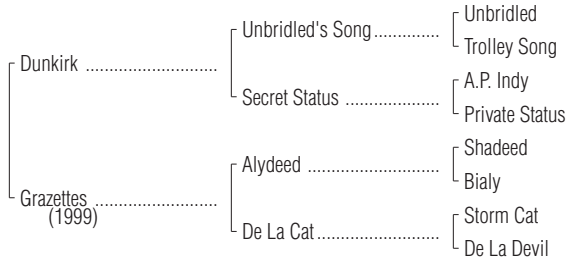 Unbridled
Unbridled's Song..............
Trolley Song
Dunkirk ............................
A.P. Indy
Secret Status ....................
Private Status
Shadeed
Alydeed ............................
Bialy
Grazettes ..........................
(1999)
Storm Cat
De La Cat..........................
De La Devil